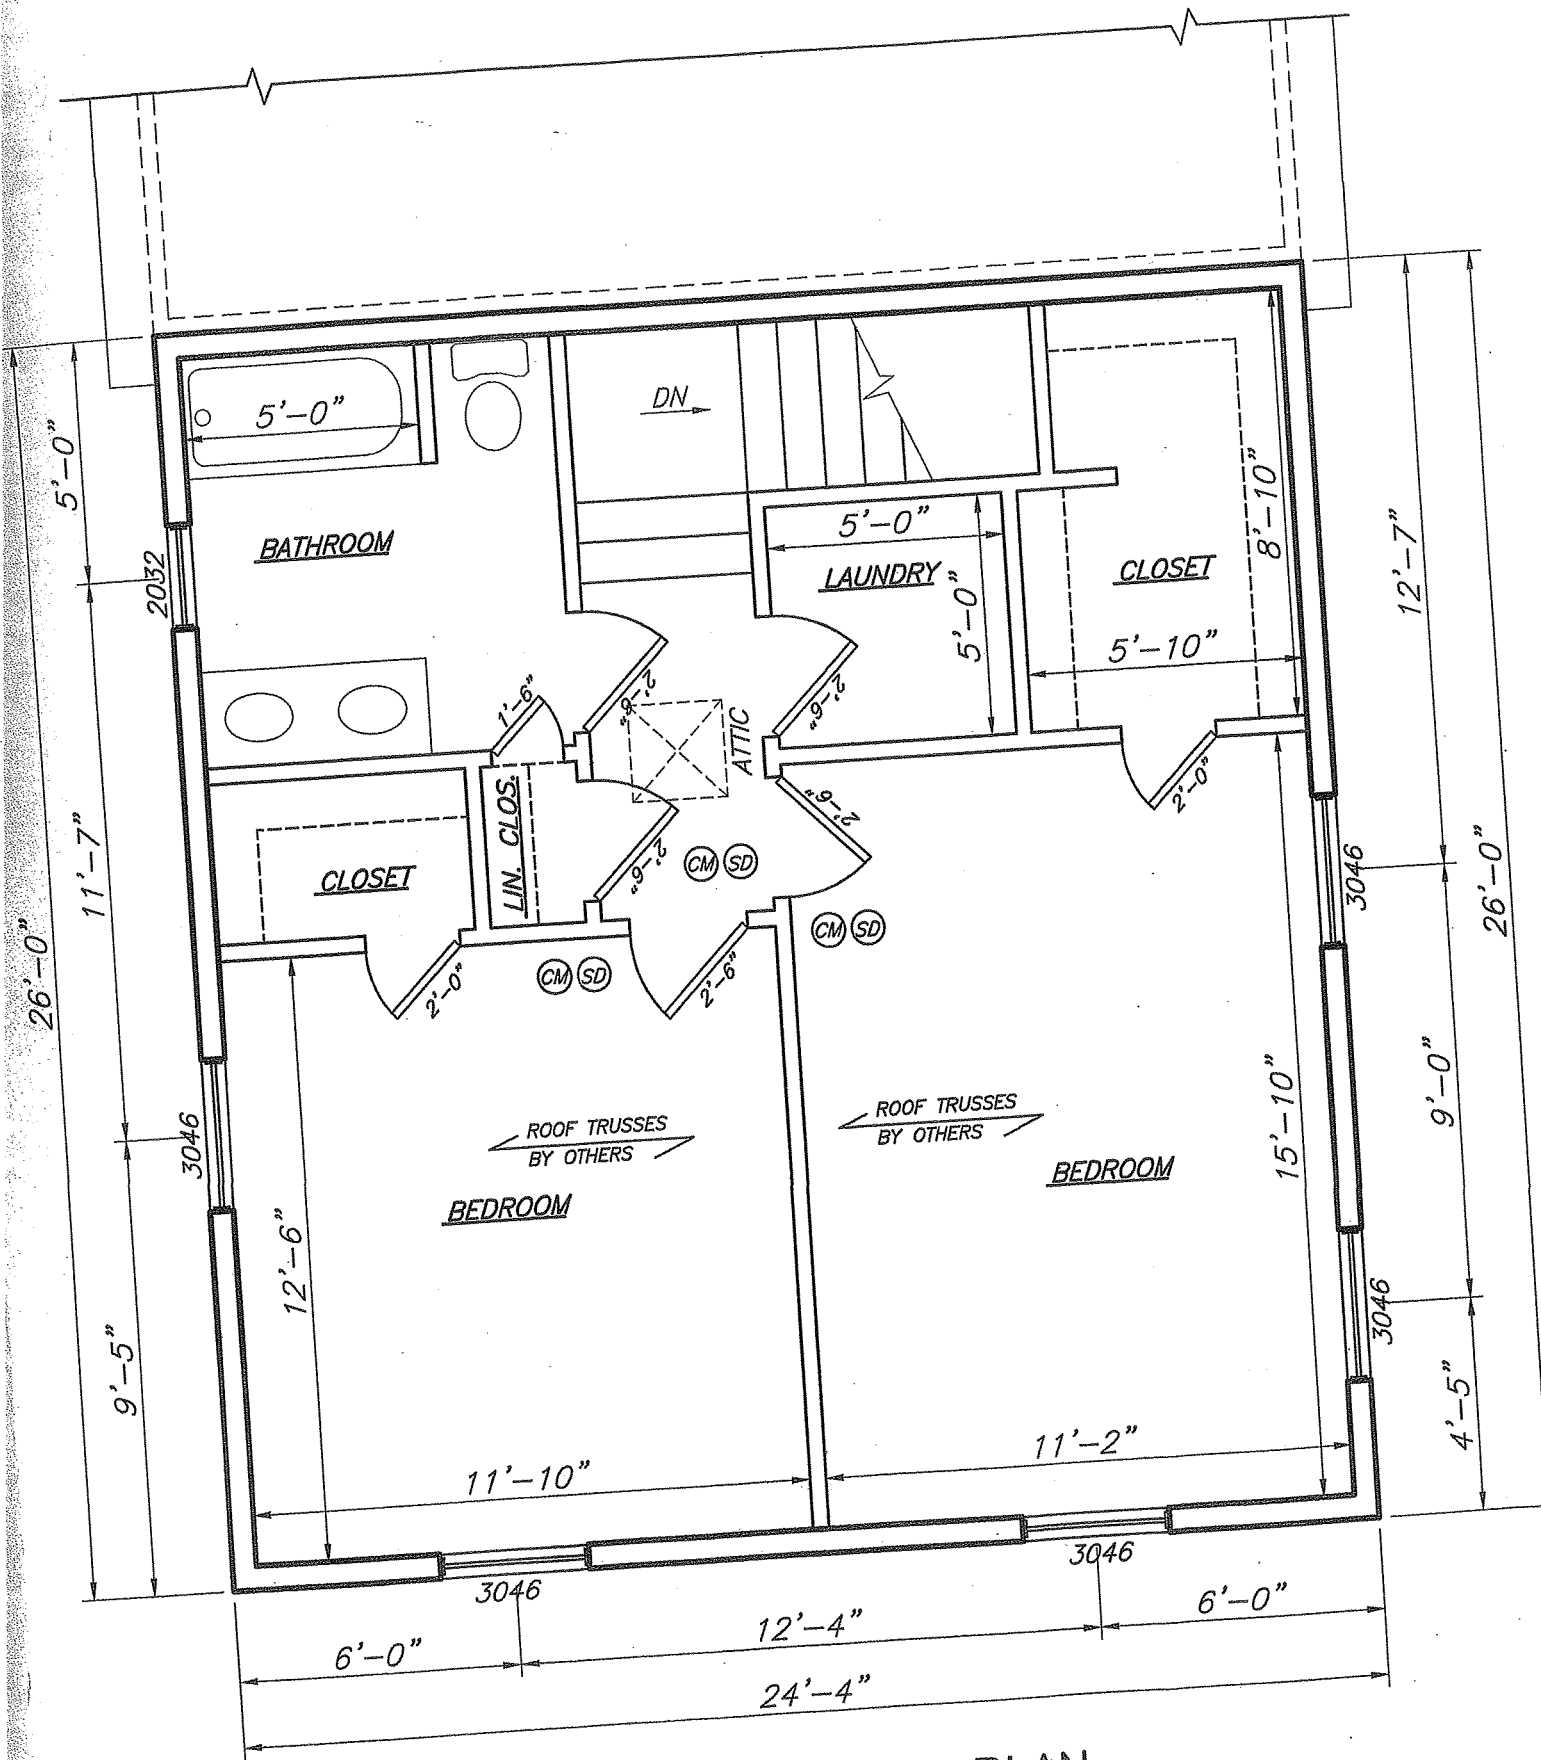 DN
5'-0"
5'-0"
BATHROOM
2032
5'-0"
LAUNDRY
5'-0"
CLOSET
8'-10"
5'-10"
12'-7"
1'-6"
2'-6"
2'-6"
ATTIC
2'-0"
11'-7"
26'-0"
CLOSET
LIN. CLOS.
2'-6"
2'-6"
CM SD
CM SD
CM SD
2'-0"
2'-6"
3046
26'-0"
9'-0"
3046
ROOF TRUSSES
BY OTHERS
ROOF TRUSSES
BY OTHERS
BEDROOM
BEDROOM
12'-6"
15'-10"
9'-5"
3046
4'-5"
11'-10"
11'-2"
3046
3046
6'-0"
12'-4"
6'-0"
24'-4"
PLAN